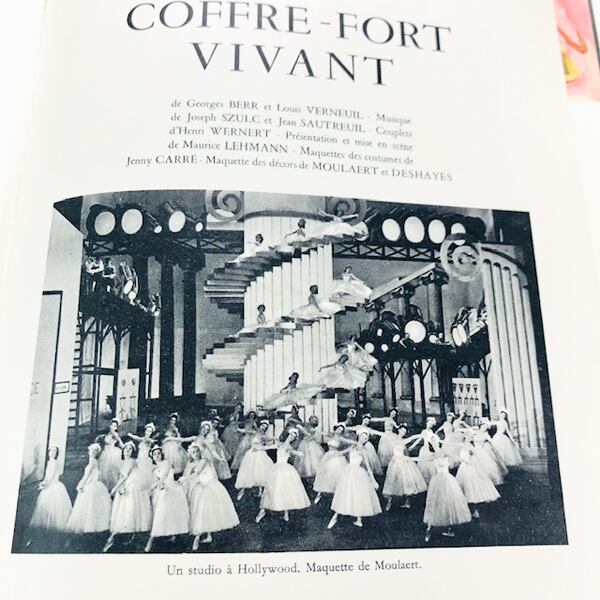 COFFRE-FORT
VIVANT
de Georges BERR et Louis VERNEUIL - Musique
de Joseph SZULC et Jean SAUTREUIL - Couplets
d'Henri WERNERT - Présentation et mise en scène
de Maurice LEHMANN - Maquettes des costumes de
Jenny CARRÉ - Maquette des décors de MOULAERT et DESHAYES
Un studio à Hollywood. Maquette de Moulaert.